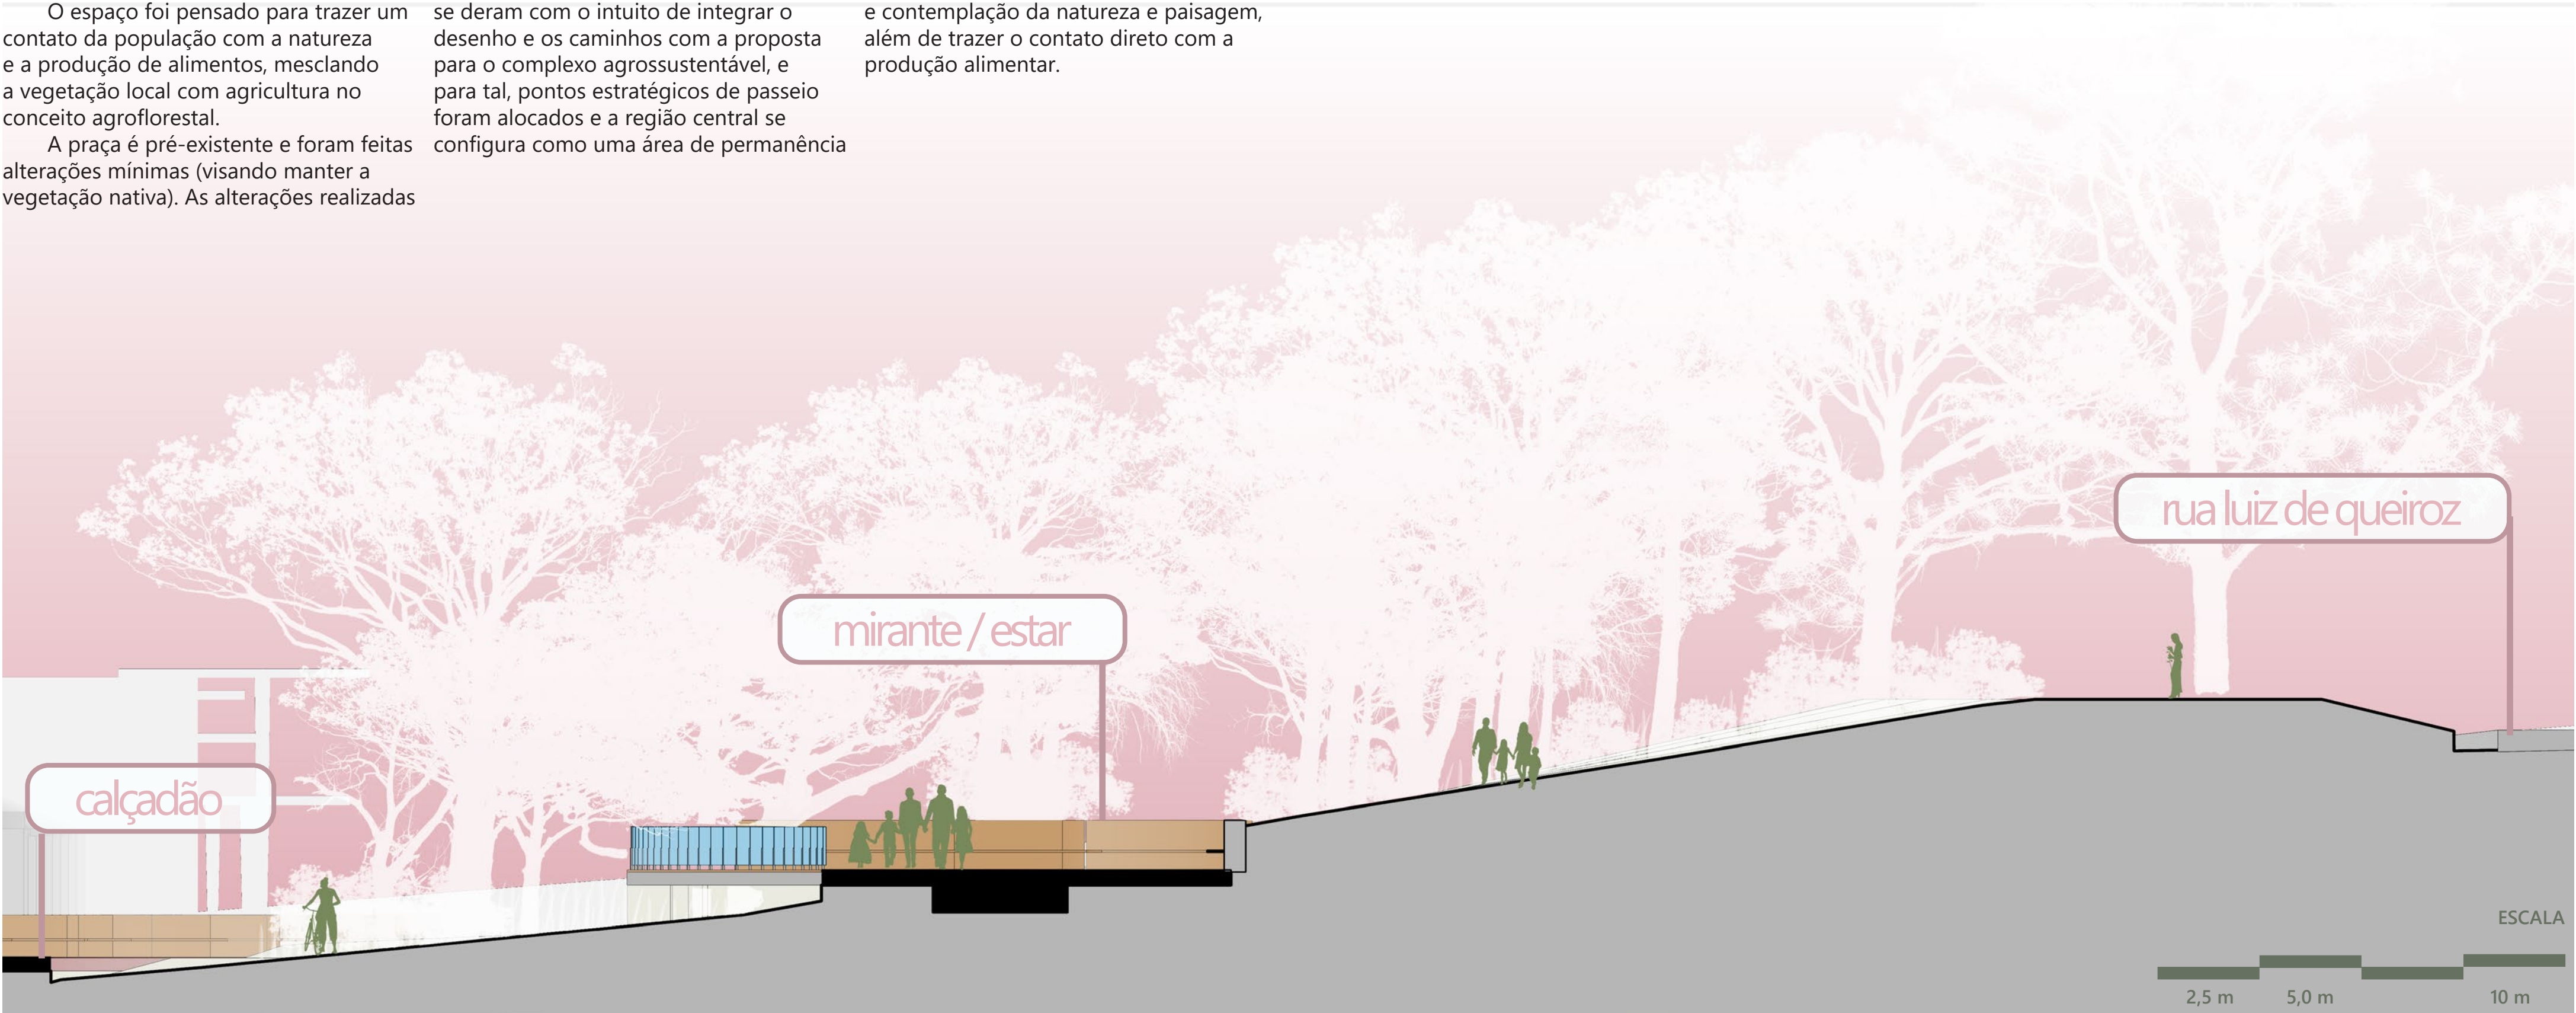 O espaço foi pensado para trazer um
contato da população com a natureza
e a produção de alimentos, mesclando
a vegetação local com agricultura no
conceito agroflorestal.
A praça é pré-existente e foram feitas
alterações mínimas (visando manter a
vegetação nativa). As alterações realizadas
se deram com o intuito de integrar o
desenho e os caminhos com a proposta
para o complexo agrossustentável, e
para tal, pontos estratégicos de passeio
foram alocados e a região central se
configura como uma área de permanência
e contemplação da natureza e paisagem,
além de trazer o contato direto com a
produção alimentar.
rua luiz de queiroz
mirante / estar
calçadão
ESCALA
2,5 m
5,0 m
10 m